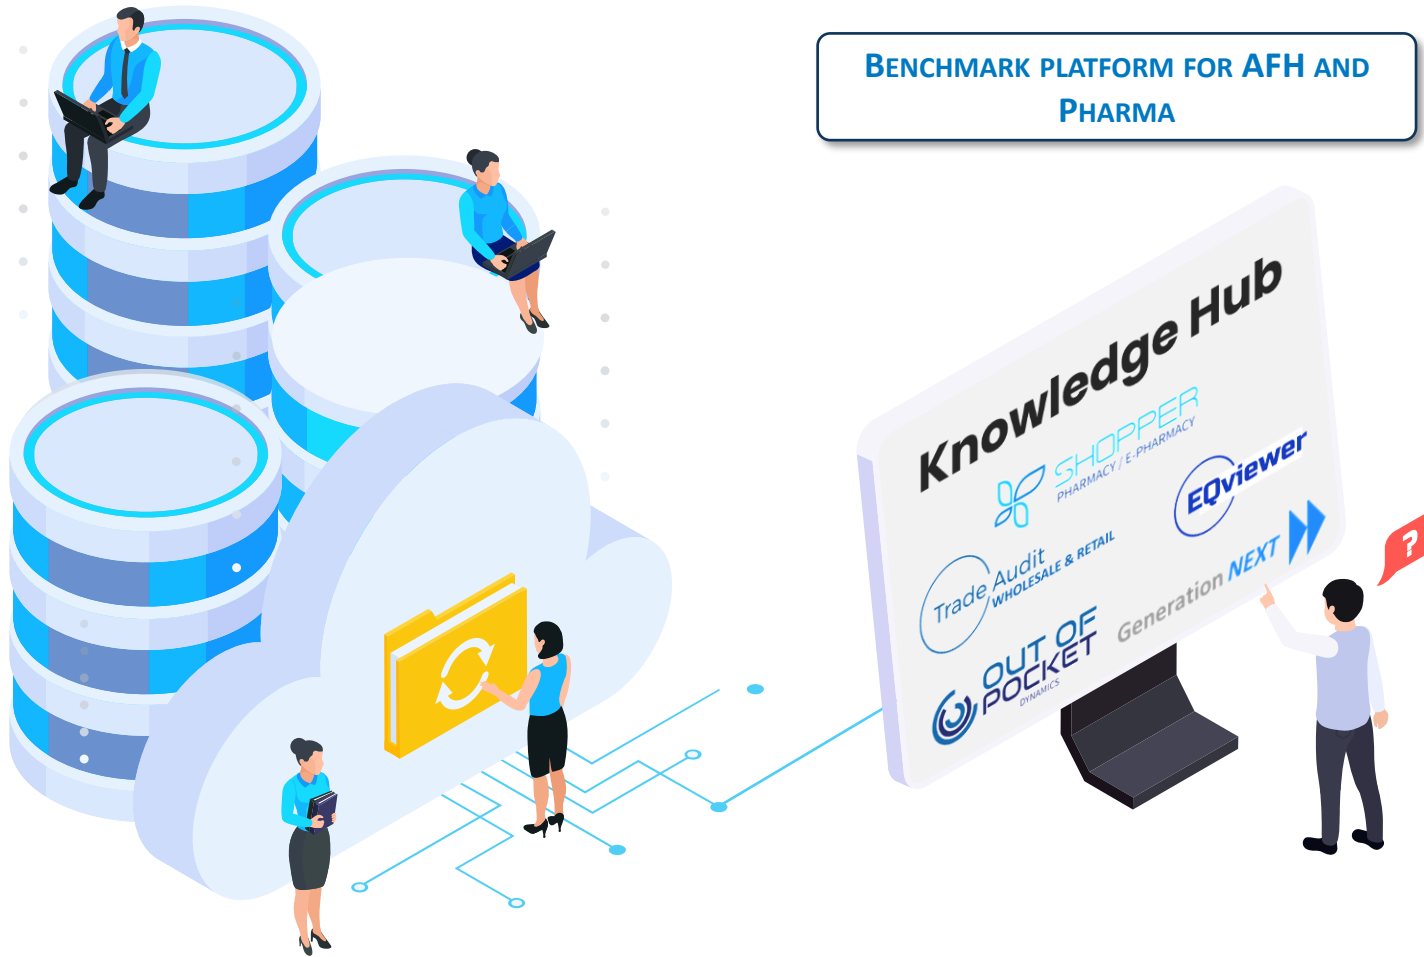 BENCHMARK PLATFORM FOR AFH AND
PHARMA
Knowledge Hub
SHOPPER
PHARMACY / E-PHARMACY
EQviewer
Trade Audit
WHOLESALE & RETAIL
Generation NEXT
OUT OF
POCKET
DYNAMICS
?